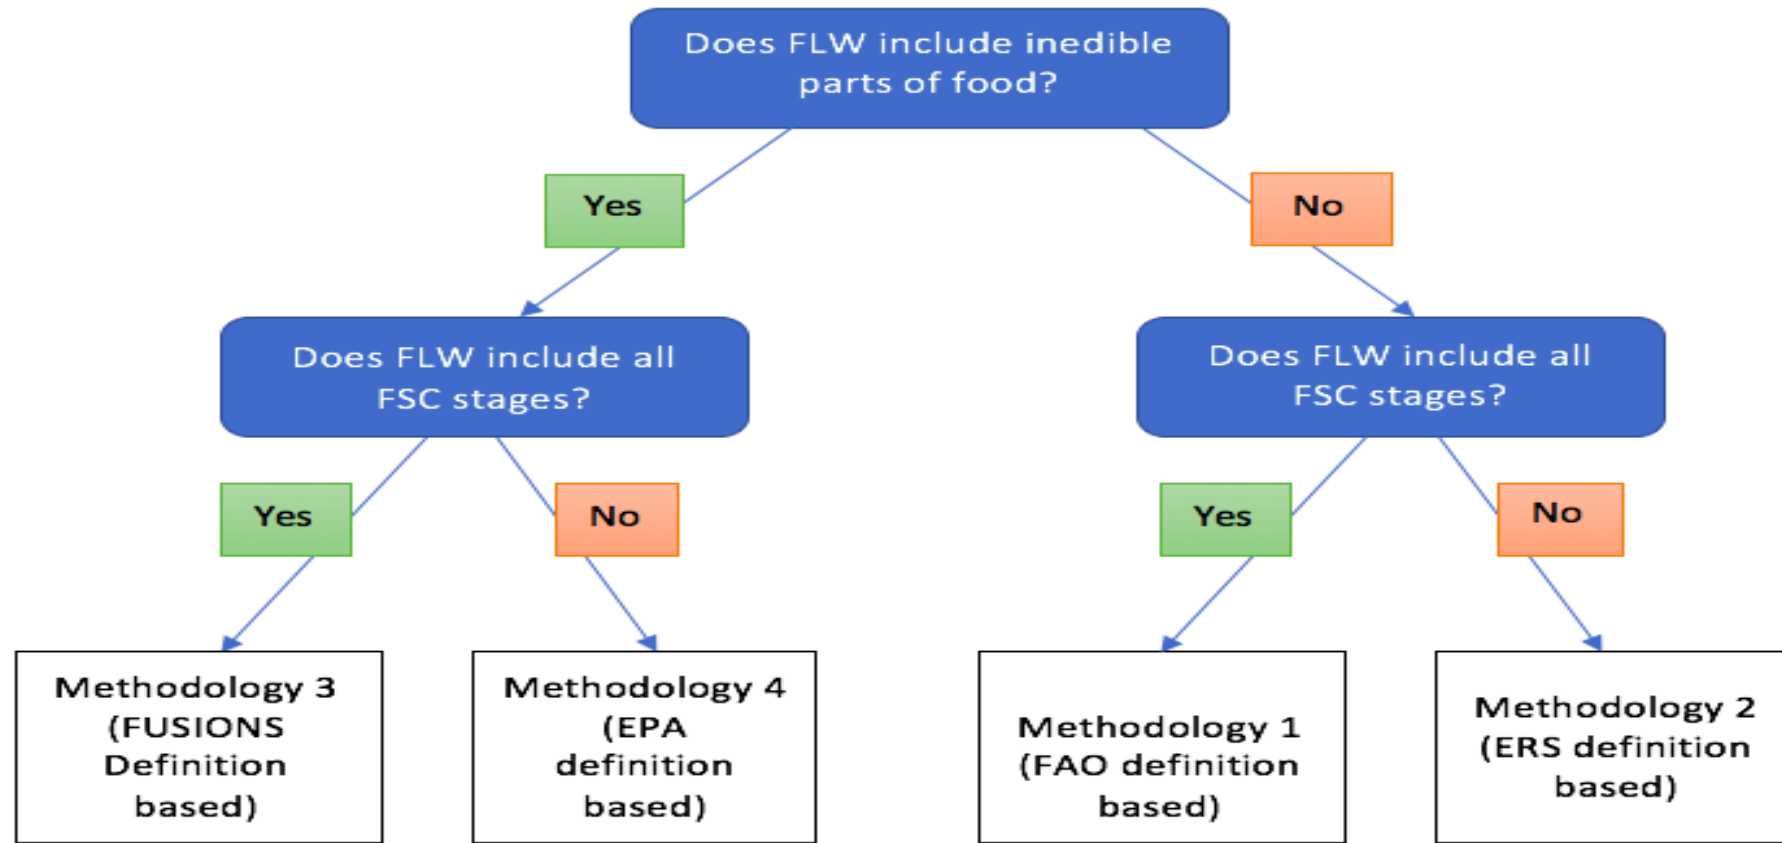 Does FLW include inedible
parts of food?
Yes
No
Does FLW include all
FSC stages?
Does FLW include all
FSC stages?
Yes
No
Yes
No
Methodology 3
(FUSIONS
Definition
based)
Methodology 4
(EPA
definition
based)
Methodology 1
(FAO definition
based)
Methodology 2
(ERS definition
based)